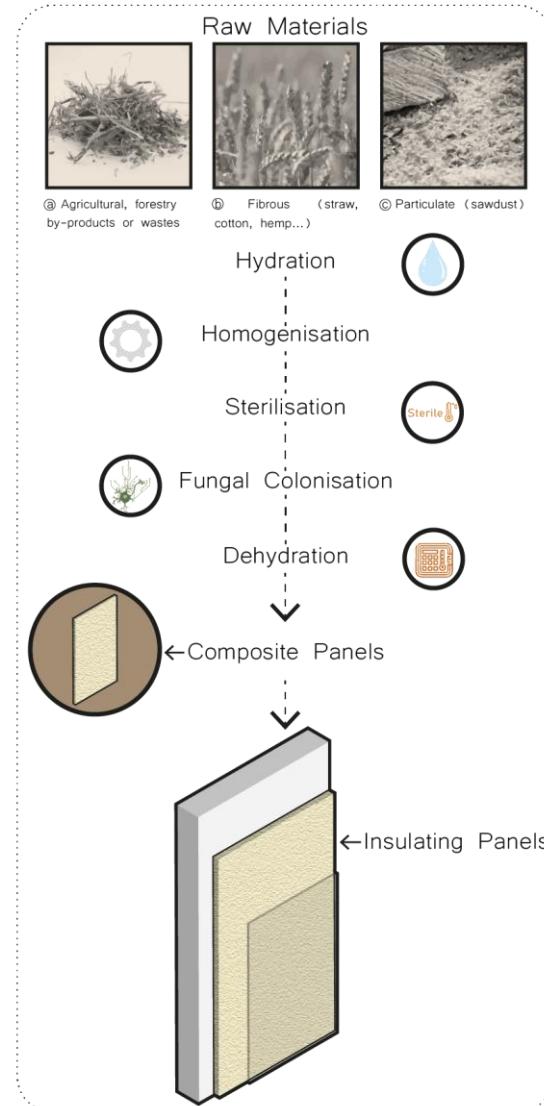 Raw Materials
ⓐ Agricultural, forestry
by-products or wastes
ⓑ Fibrous (straw,
cotton, hemp...)
ⓒ Particulate (sawdust)
Hydration
Homogenisation
Sterilisation
Sterile
Fungal Colonisation
Dehydration
←Composite Panels
←Insulating Panels